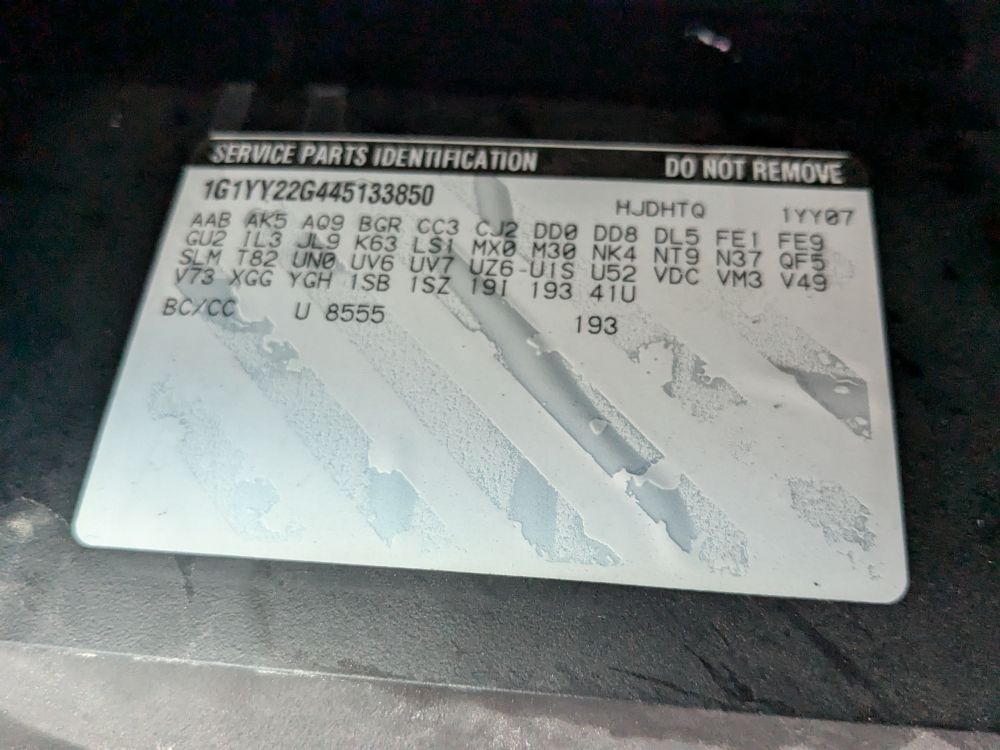 SERVICE PARTS IDENTIFICATION DO NOT REMOVE
1G1YY22G445133850 HJDHTQ 1YY07
AAB AK5 AQ9 BGR CC3 CJ2 DD0 DD8 DL5 FE1 FE9
GU2 IL3 JL9 K63 LS1 MX0 M30 NK4 NT9 N37 QF5
SLM T82 UN0 UV6 UV7 UZ6 U1S U52 VDC VM3 V49
V73 XGG YGH 1SB 1SZ 19I 193 41U
BC/CC U 8555 193